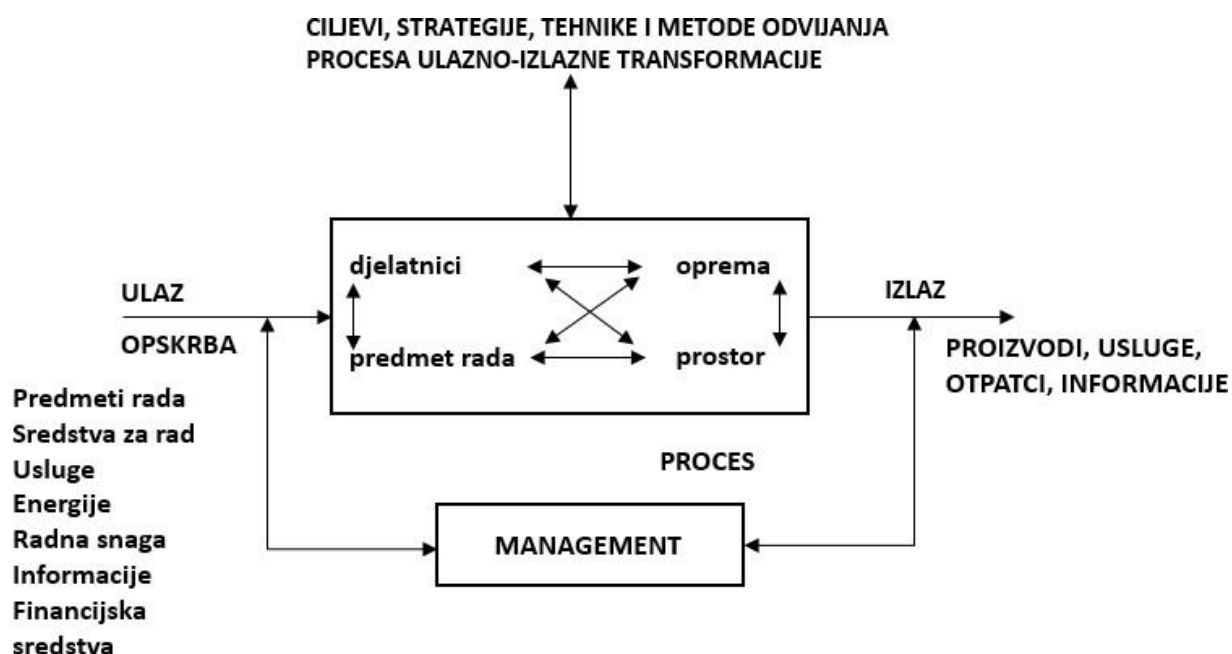 CILJEVI, STRATEGIJE, TEHNIKE I METODE ODVIJANJA
PROCESA ULAZNO-IZLAZNE TRANSFORMACIJE
djelatnici
oprema
predmet rada
prostor
ULAZ
OPSKRBA
Predmeti rada
Sredstva za rad
Usluge
Energije
Radna snaga
Informacije
Financijska
sredstva
IZLAZ
PROIZVODI, USLUGE,
OTPATCI, INFORMACIJE
PROCES
MANAGEMENT